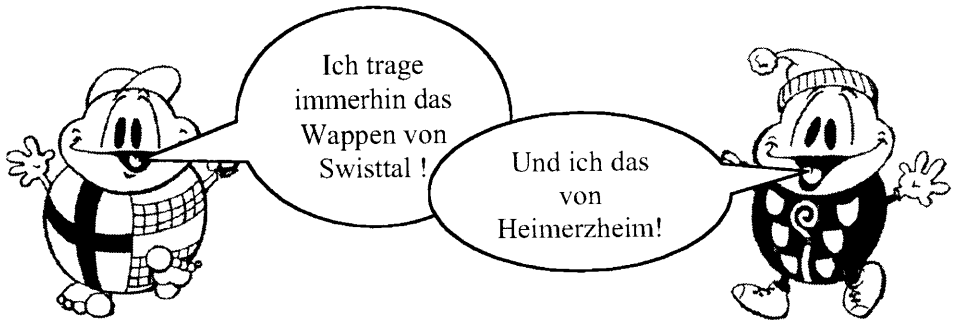 Ich trage
immerhin das
Wappen von
Swisttal !
Und ich das
von
Heimerzheim!